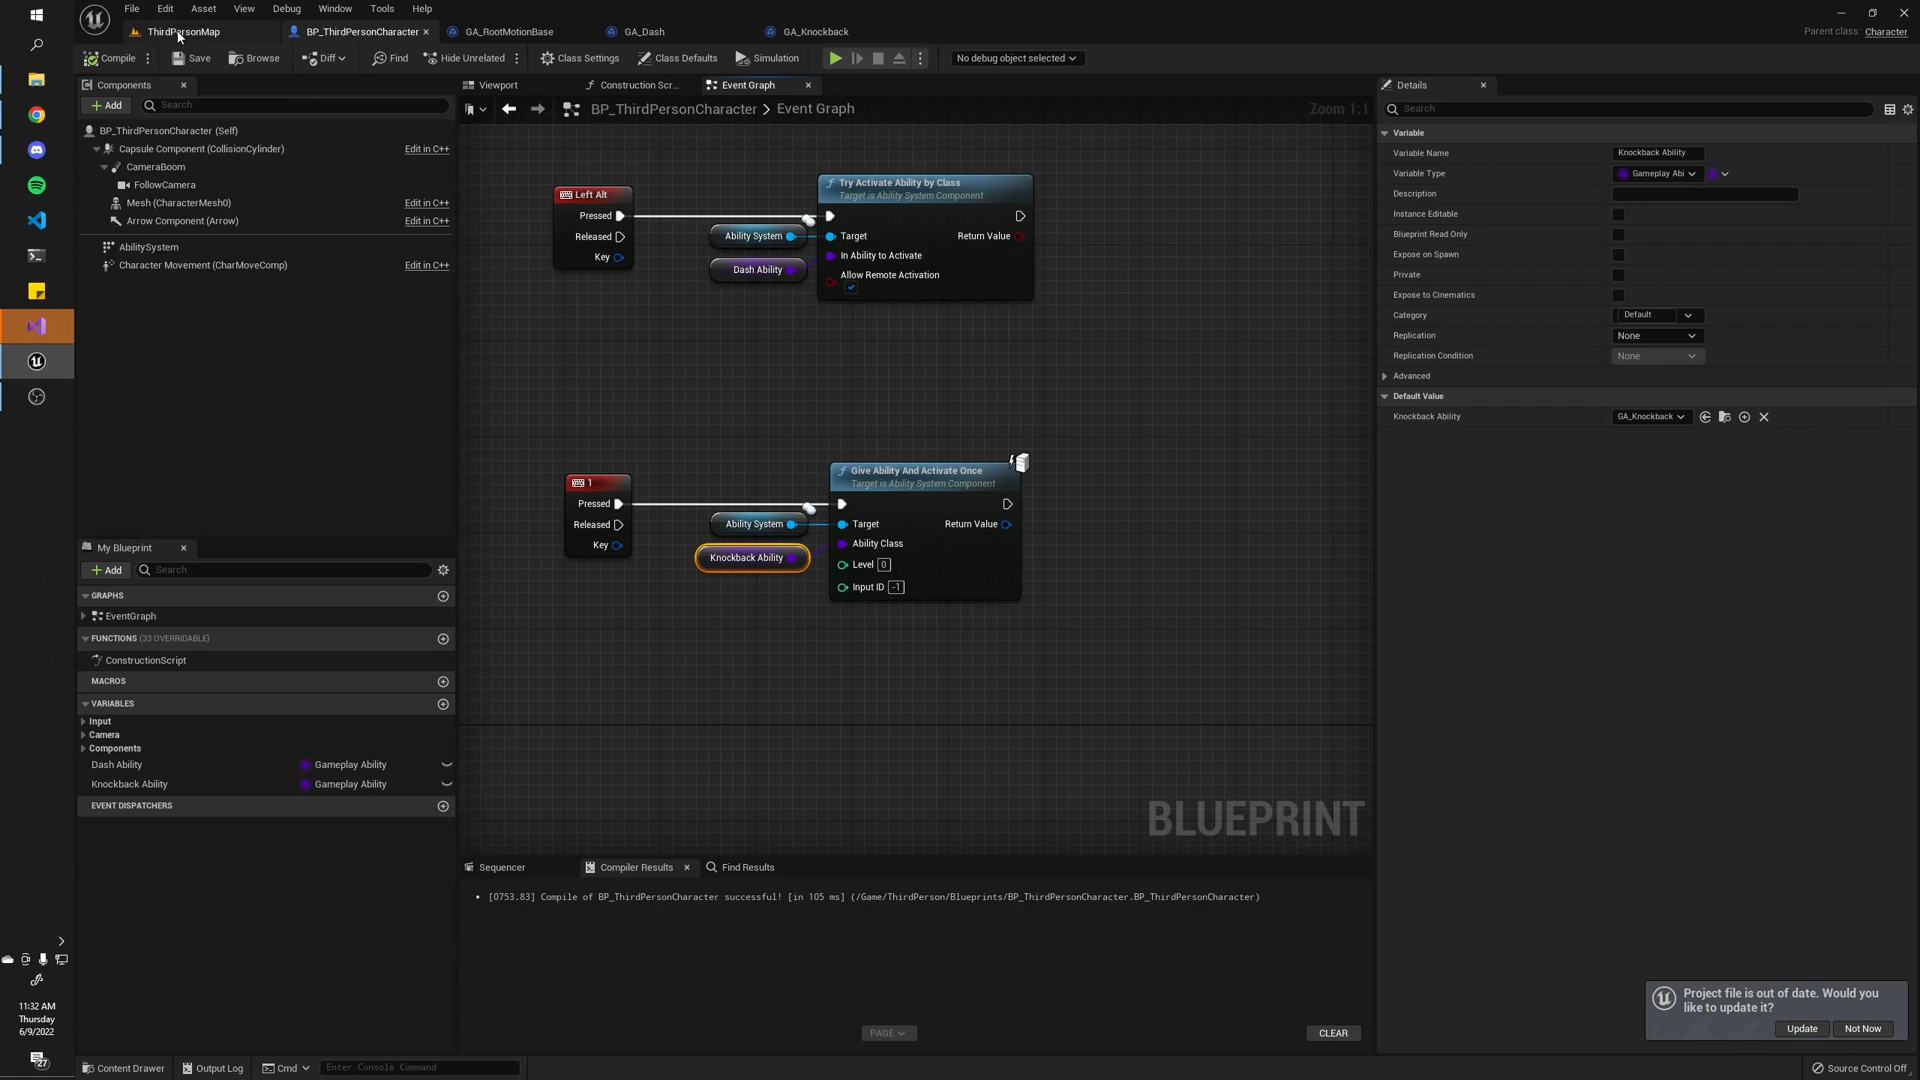 File Edit Asset View Debug Window Tools Help
ThirdPersonMap BP_ThirdPersonCharacter GA_RootMotionBase GA_Dash GA_Knockback
Parent class: Character
Compile Save Browse Diff Find Hide Unrelated Class Settings Class Defaults Simulation No debug object selected
Components
Add Search
BP_ThirdPersonCharacter (Self)
Capsule Component (CollisionCylinder) Edit in C++
CameraBoom
FollowCamera
Mesh (CharacterMesh0) Edit in C++
Arrow Component (Arrow) Edit in C++
AbilitySystem
Character Movement (CharMoveComp) Edit in C++
My Blueprint
Add Search
GRAPHS
EventGraph
FUNCTIONS (33 OVERRIDABLE)
ConstructionScript
MACROS
VARIABLES
Input
Camera
Components
Dash Ability Gameplay Ability
Knockback Ability Gameplay Ability
EVENT DISPATCHERS
Viewport Construction Scr... Event Graph
BP_ThirdPersonCharacter > Event Graph Zoom 1:1
Left Alt
Pressed
Released
Key
Ability System
Dash Ability
Try Activate Ability by Class
Target is Ability System Component
Target Return Value
In Ability to Activate
Allow Remote Activation
1
Pressed
Released
Key
Ability System
Knockback Ability
Give Ability And Activate Once
Target is Ability System Component
Target Return Value
Ability Class
Level 0
Input ID -1
BLUEPRINT
Sequencer Compiler Results Find Results
[0753.83] Compile of BP_ThirdPersonCharacter successful! [in 105 ms] (/Game/ThirdPerson/Blueprints/BP_ThirdPersonCharacter.BP_ThirdPersonCharacter)
PAGE CLEAR
Details
Search
Variable
Variable Name Knockback Ability
Variable Type Gameplay Abi
Description
Instance Editable
Blueprint Read Only
Expose on Spawn
Private
Expose to Cinematics
Category Default
Replication None
Replication Condition None
Advanced
Default Value
Knockback Ability GA_Knockback
Project file is out of date. Would you
like to update it?
Update Not Now
11:32 AM
Thursday
6/9/2022
27
Content Drawer Output Log Cmd Enter Console Command Source Control Off